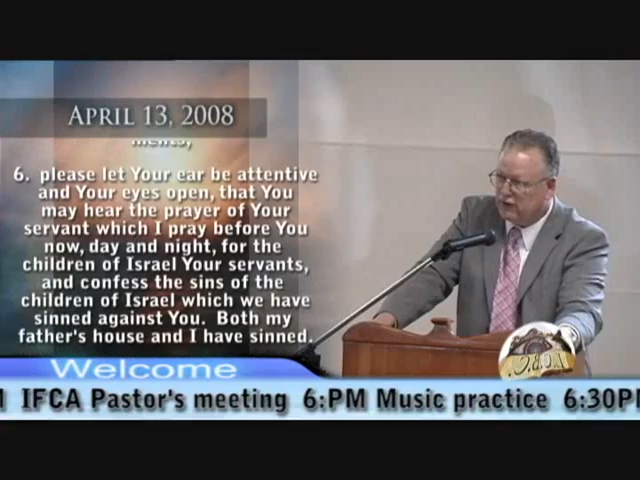 APRIL 13, 2008
ments,
6. please let Your ear be attentive
and Your eyes open, that You
may hear the prayer of Your
servant which I pray before You
now, day and night, for the
children of Israel Your servants,
and confess the sins of the
children of Israel which we have
sinned against You. Both my
father's house and I have sinned.
Welcome
IFCA Pastor's meeting 6:PM Music practice 6:30P